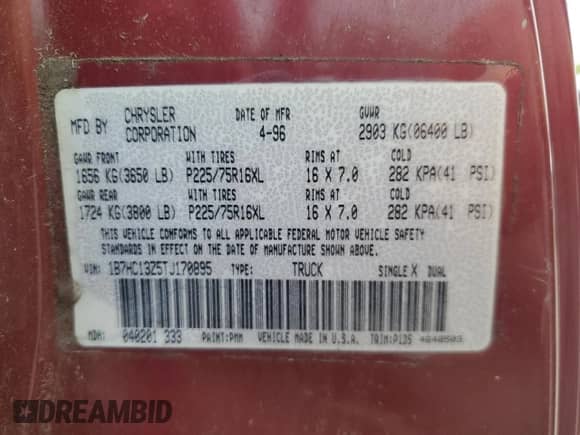 MFD BY CHRYSLER CORPORATION DATE OF MFR 4-96 GVWR 2903 KG(06400 LB)
GAWR FRONT WITH TIRES RIMS AT COLD
1656 KG(3650 LB) P225/75R16XL 16 X 7.0 282 KPA(41 PSI)
GAWR REAR WITH TIRES RIMS AT COLD
1724 KG(3800 LB) P225/75R16XL 16 X 7.0 282 KPA(41 PSI)
THIS VEHICLE CONFORMS TO ALL APPLICABLE FEDERAL MOTOR VEHICLE SAFETY
STANDARDS IN EFFECT ON THE DATE OF MANUFACTURE SHOWN ABOVE.
VIN: 1B7HC13Z5TJ170895 TYPE: TRUCK SINGLE X DUAL
MDH: 040201 333 PAINT:PMM VEHICLE MADE IN U.S.A. TRIM:P1D5
DREAMBID